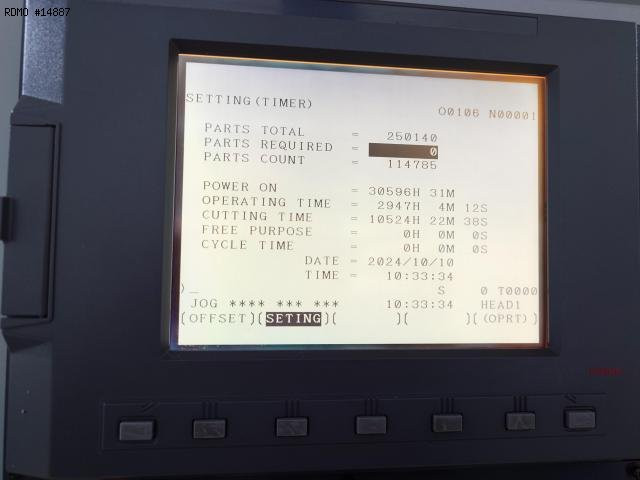 RDMO #14887
SETTING(TIMER)
O0106 N00001
PARTS TOTAL = 250140
PARTS REQUIRED = 0
PARTS COUNT = 114785
POWER ON = 30596H 31M
OPERATING TIME = 2947H 4M 12S
CUTTING TIME = 10524H 22M 38S
FREE PURPOSE = 0H 0M 0S
CYCLE TIME = 0H 0M 0S
DATE = 2024/10/10
TIME = 10:33:34
)_ S 0 T0000
JOG **** *** *** 10:33:34 HEAD1
(OFFSET)(SETING)( )( )( (OPRT) )